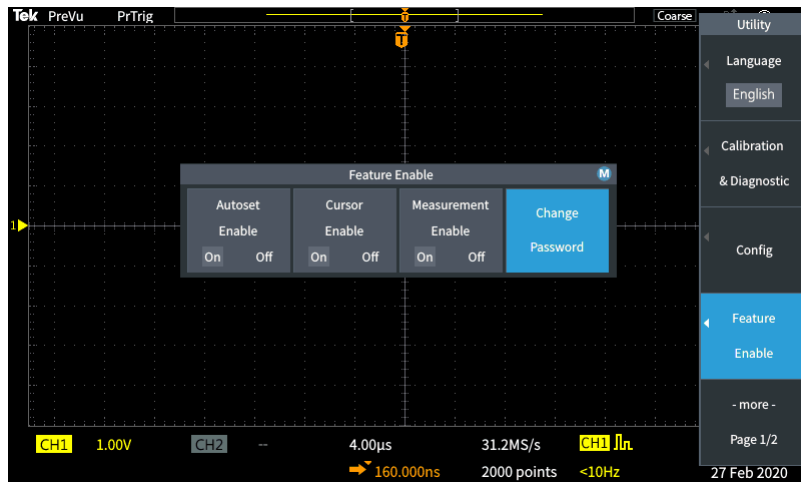 Tek PreVu PrTrig [ ] Coarse
T
Utility
Language
English
Calibration
& Diagnostic
Config
Feature
Enable
- more -
Page 1/2
Feature Enable M
Autoset
Enable
On Off
Cursor
Enable
On Off
Measurement
Enable
On Off
Change
Password
1
CH1 1.00V CH2 -- 4.00µs 31.2MS/s CH1
160.000ns 2000 points <10Hz 27 Feb 2020